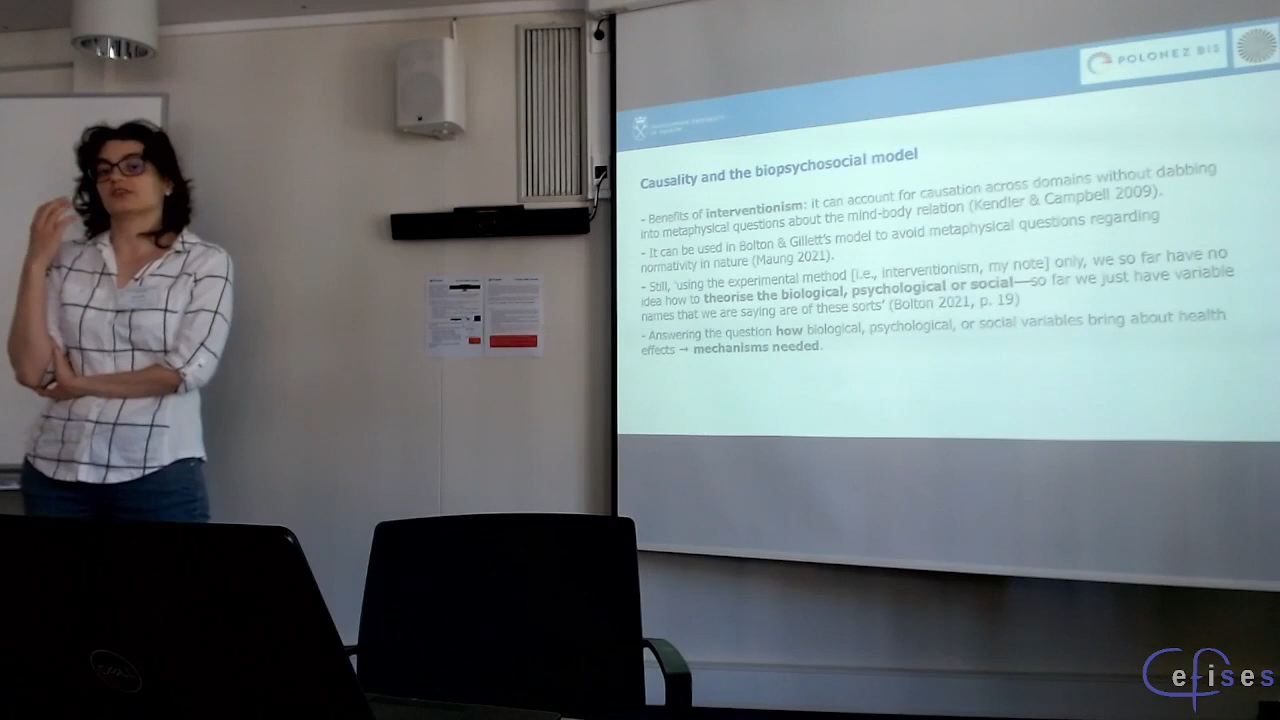 POLONEZ BIS
Causality and the biopsychosocial model
- Benefits of interventionism: it can account for causation across domains without dabbing
into metaphysical questions about the mind-body relation (Kendler & Campbell 2009).
- It can be used in Bolton & Gillett's model to avoid metaphysical questions regarding
normativity in nature (Maung 2021).
- Still, 'using the experimental method [i.e., interventionism, my note] only, we so far have no
idea how to theorise the biological, psychological or social—so far we just have variable
names that we are saying are of these sorts' (Bolton 2021, p. 19)
- Answering the question how biological, psychological, or social variables bring about health
effects → mechanisms needed.
DELL
Cefises